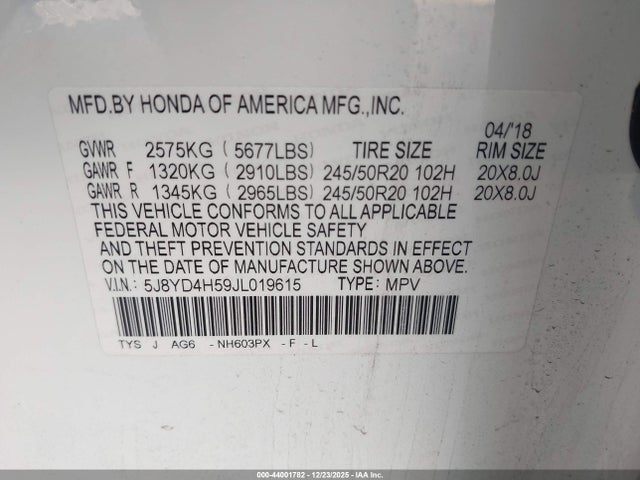 MFD.BY HONDA OF AMERICA MFG.,INC.
04/'18
GVWR 2575KG ( 5677LBS) TIRE SIZE RIM SIZE
GAWR F 1320KG ( 2910LBS) 245/50R20 102H 20X8.0J
GAWR R 1345KG ( 2965LBS) 245/50R20 102H 20X8.0J
THIS VEHICLE CONFORMS TO ALL APPLICABLE
FEDERAL MOTOR VEHICLE SAFETY
AND THEFT PREVENTION STANDARDS IN EFFECT
ON THE DATE OF MANUFACTURE SHOWN ABOVE.
V.I.N.: 5J8YD4H59JL019615 TYPE: MPV
TYS J AG6 - NH603PX - F - L
000-44001782 - 12/23/2025 - IAA Inc.